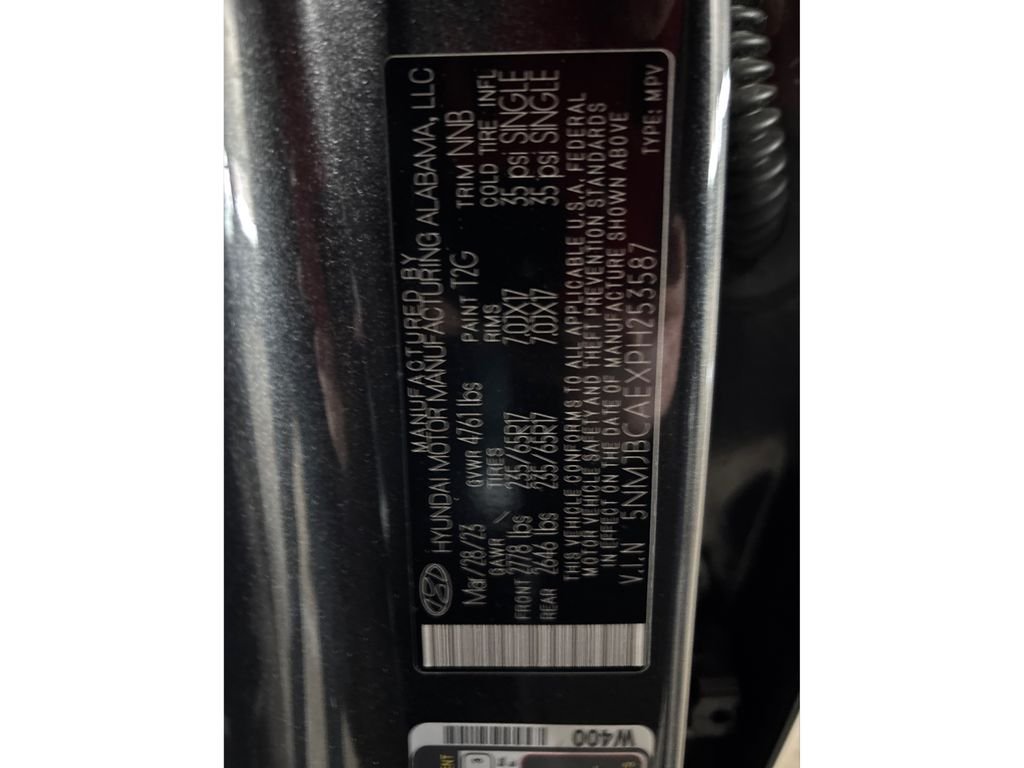 MANUFACTURED BY
HYUNDAI MOTOR MANUFACTURING ALABAMA, LLC
Mar/28/23 GVWR 4761 lbs PAINT T2G TRIM NNB
GAWR TIRES RIMS COLD TIRE INFL
FRONT 2778 lbs 235/65R17 7.0JX17 35 psi SINGLE
REAR 2646 lbs 235/65R17 7.0JX17 35 psi SINGLE
THIS VEHICLE CONFORMS TO ALL APPLICABLE U.S.A. FEDERAL
MOTOR VEHICLE SAFETY AND THEFT PREVENTION STANDARDS
IN EFFECT ON THE DATE OF MANUFACTURE SHOWN ABOVE
V.I.N 5NMJBCAEXPH253587 TYPE: MPV
W400